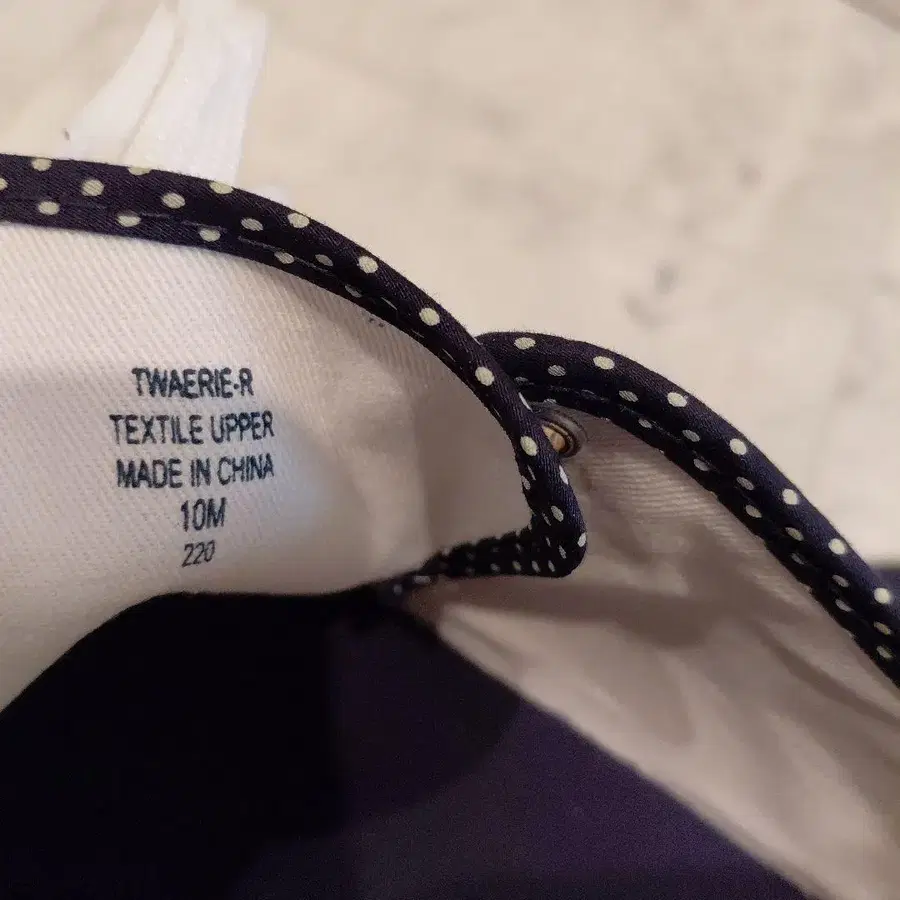 TWAERIE-R
TEXTILE UPPER
MADE IN CHINA
10M
220